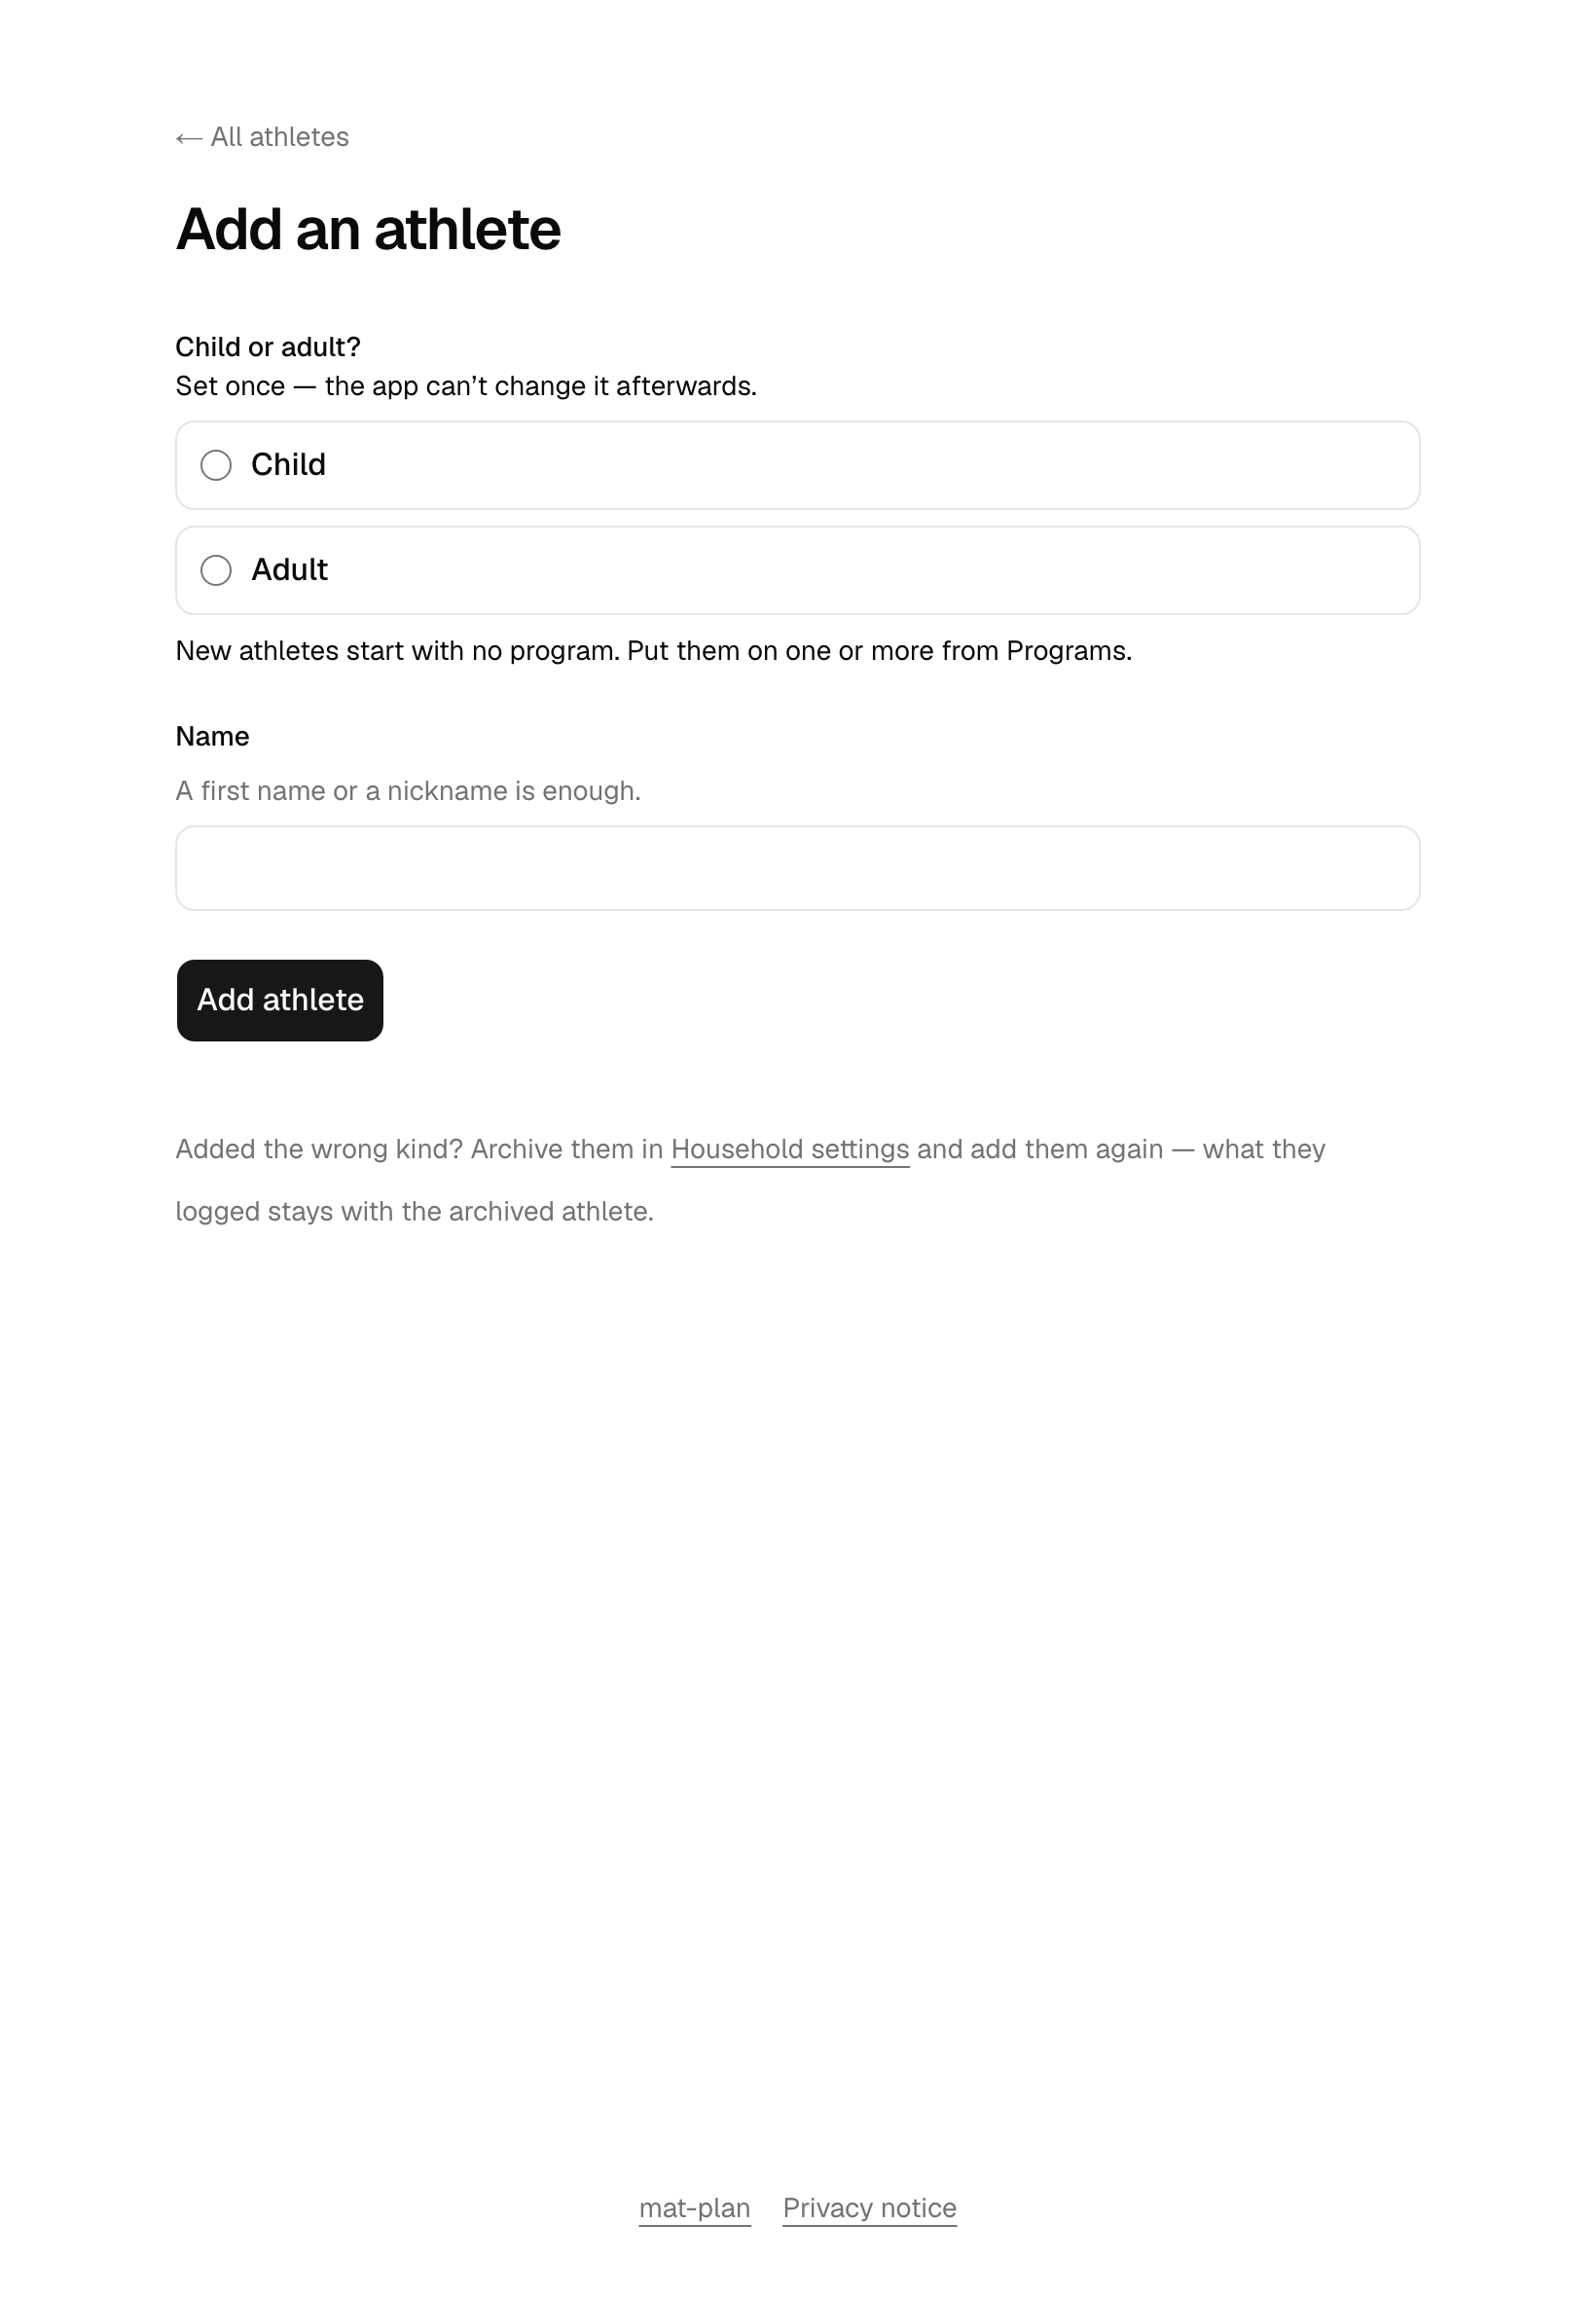 ← All athletes
Add an athlete
Child or adult?
Set once — the app can’t change it afterwards.
Child
Adult
New athletes start with no program. Put them on one or more from Programs.
Name
A first name or a nickname is enough.
Add athlete
Added the wrong kind? Archive them in Household settings and add them again — what they
logged stays with the archived athlete.
mat-plan Privacy notice